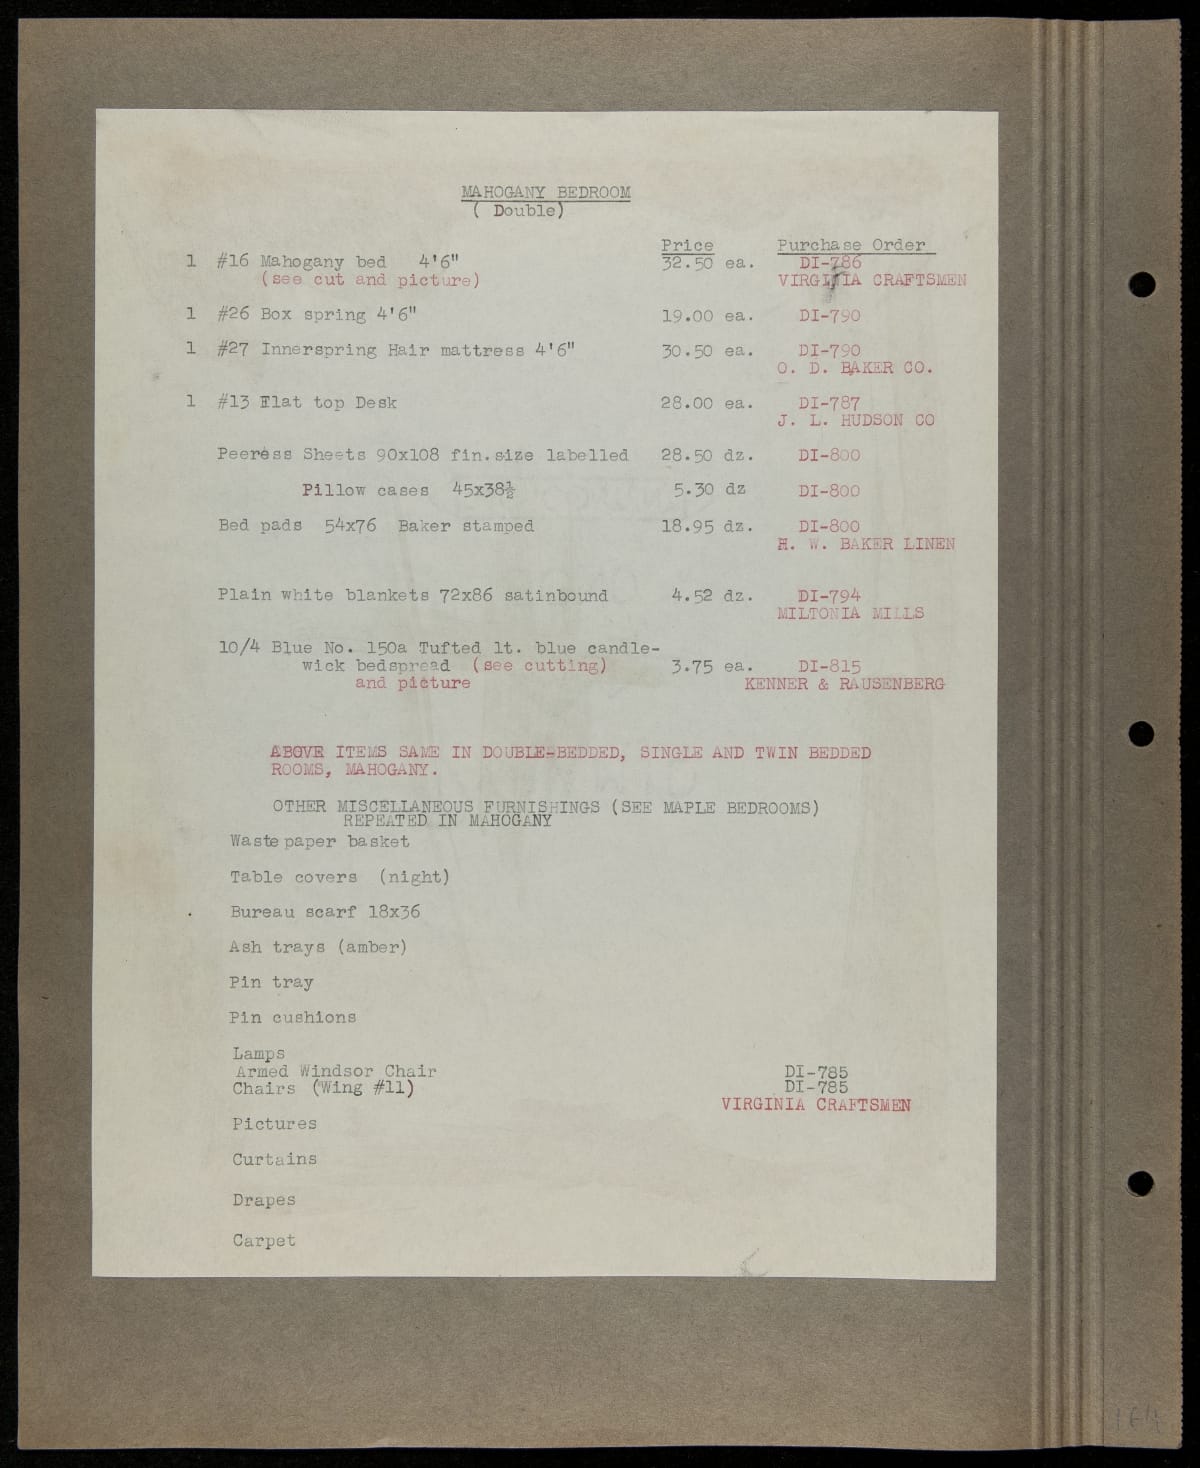 MAHOGANY BEDROOM
( Double)
Price Purchase Order
1 #16 Mahogany bed 4'6" 32.50 ea. DI-786
(see cut and picture) VIRGINIA CRAFTSMEN
1 #26 Box spring 4'6" 19.00 ea. DI-790
1 #27 Innerspring Hair mattress 4'6" 30.50 ea. DI-790
O. D. BAKER CO.
1 #13 Flat top Desk 28.00 ea. DI-787
J. L. HUDSON CO
Peeress Sheets 90x108 fin.size labelled 28.50 dz. DI-800
Pillow cases 45x38½ 5.30 dz DI-800
Bed pads 54x76 Baker stamped 18.95 dz. DI-800
H. W. BAKER LINEN
Plain white blankets 72x86 satinbound 4.52 dz. DI-794
MILTONIA MILLS
10/4 Blue No. 150a Tufted lt. blue candle-
wick bedspread (see cutting) 3.75 ea. DI-815
and picture KENNER & RAUSENBERG
ABOVE ITEMS SAME IN DOUBLE-BEDDED, SINGLE AND TWIN BEDDED
ROOMS, MAHOGANY.
OTHER MISCELLANEOUS FURNISHINGS (SEE MAPLE BEDROOMS)
REPEATED IN MAHOGANY
Waste paper basket
Table covers (night)
Bureau scarf 18x36
Ash trays (amber)
Pin tray
Pin cushions
Lamps
Armed Windsor Chair DI-785
Chairs (Wing #11) DI-785
VIRGINIA CRAFTSMEN
Pictures
Curtains
Drapes
Carpet